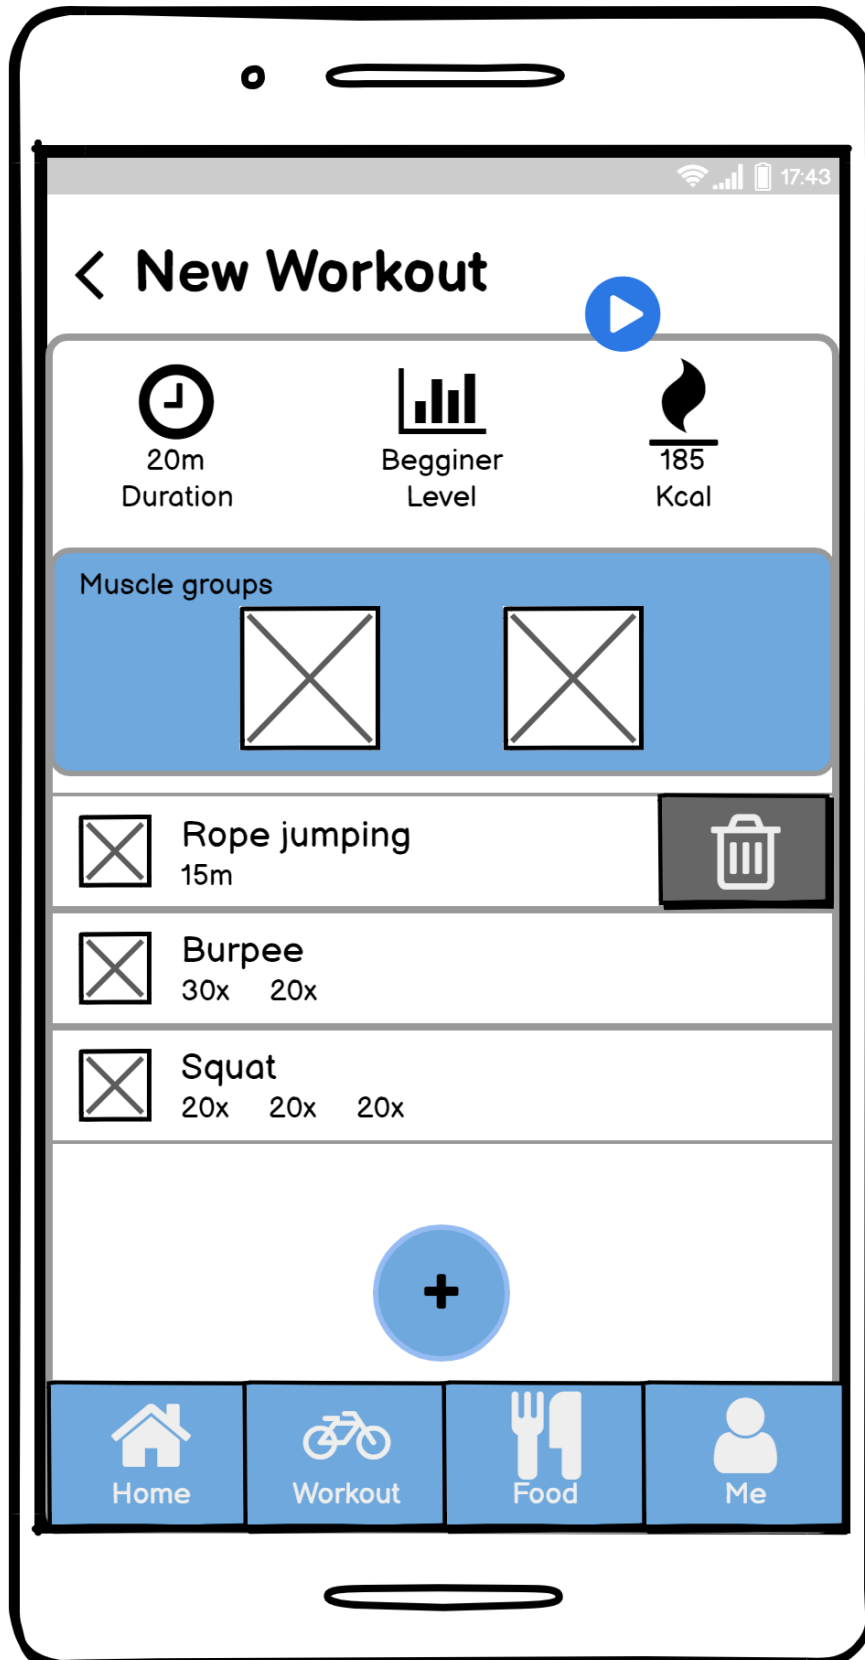 17:43
New Workout
20m
Duration
Begginer
Level
185
Kcal
Muscle groups
Rope jumping
15m
Burpee
30x 20x
Squat
20x 20x 20x
+
Home Workout Food Me